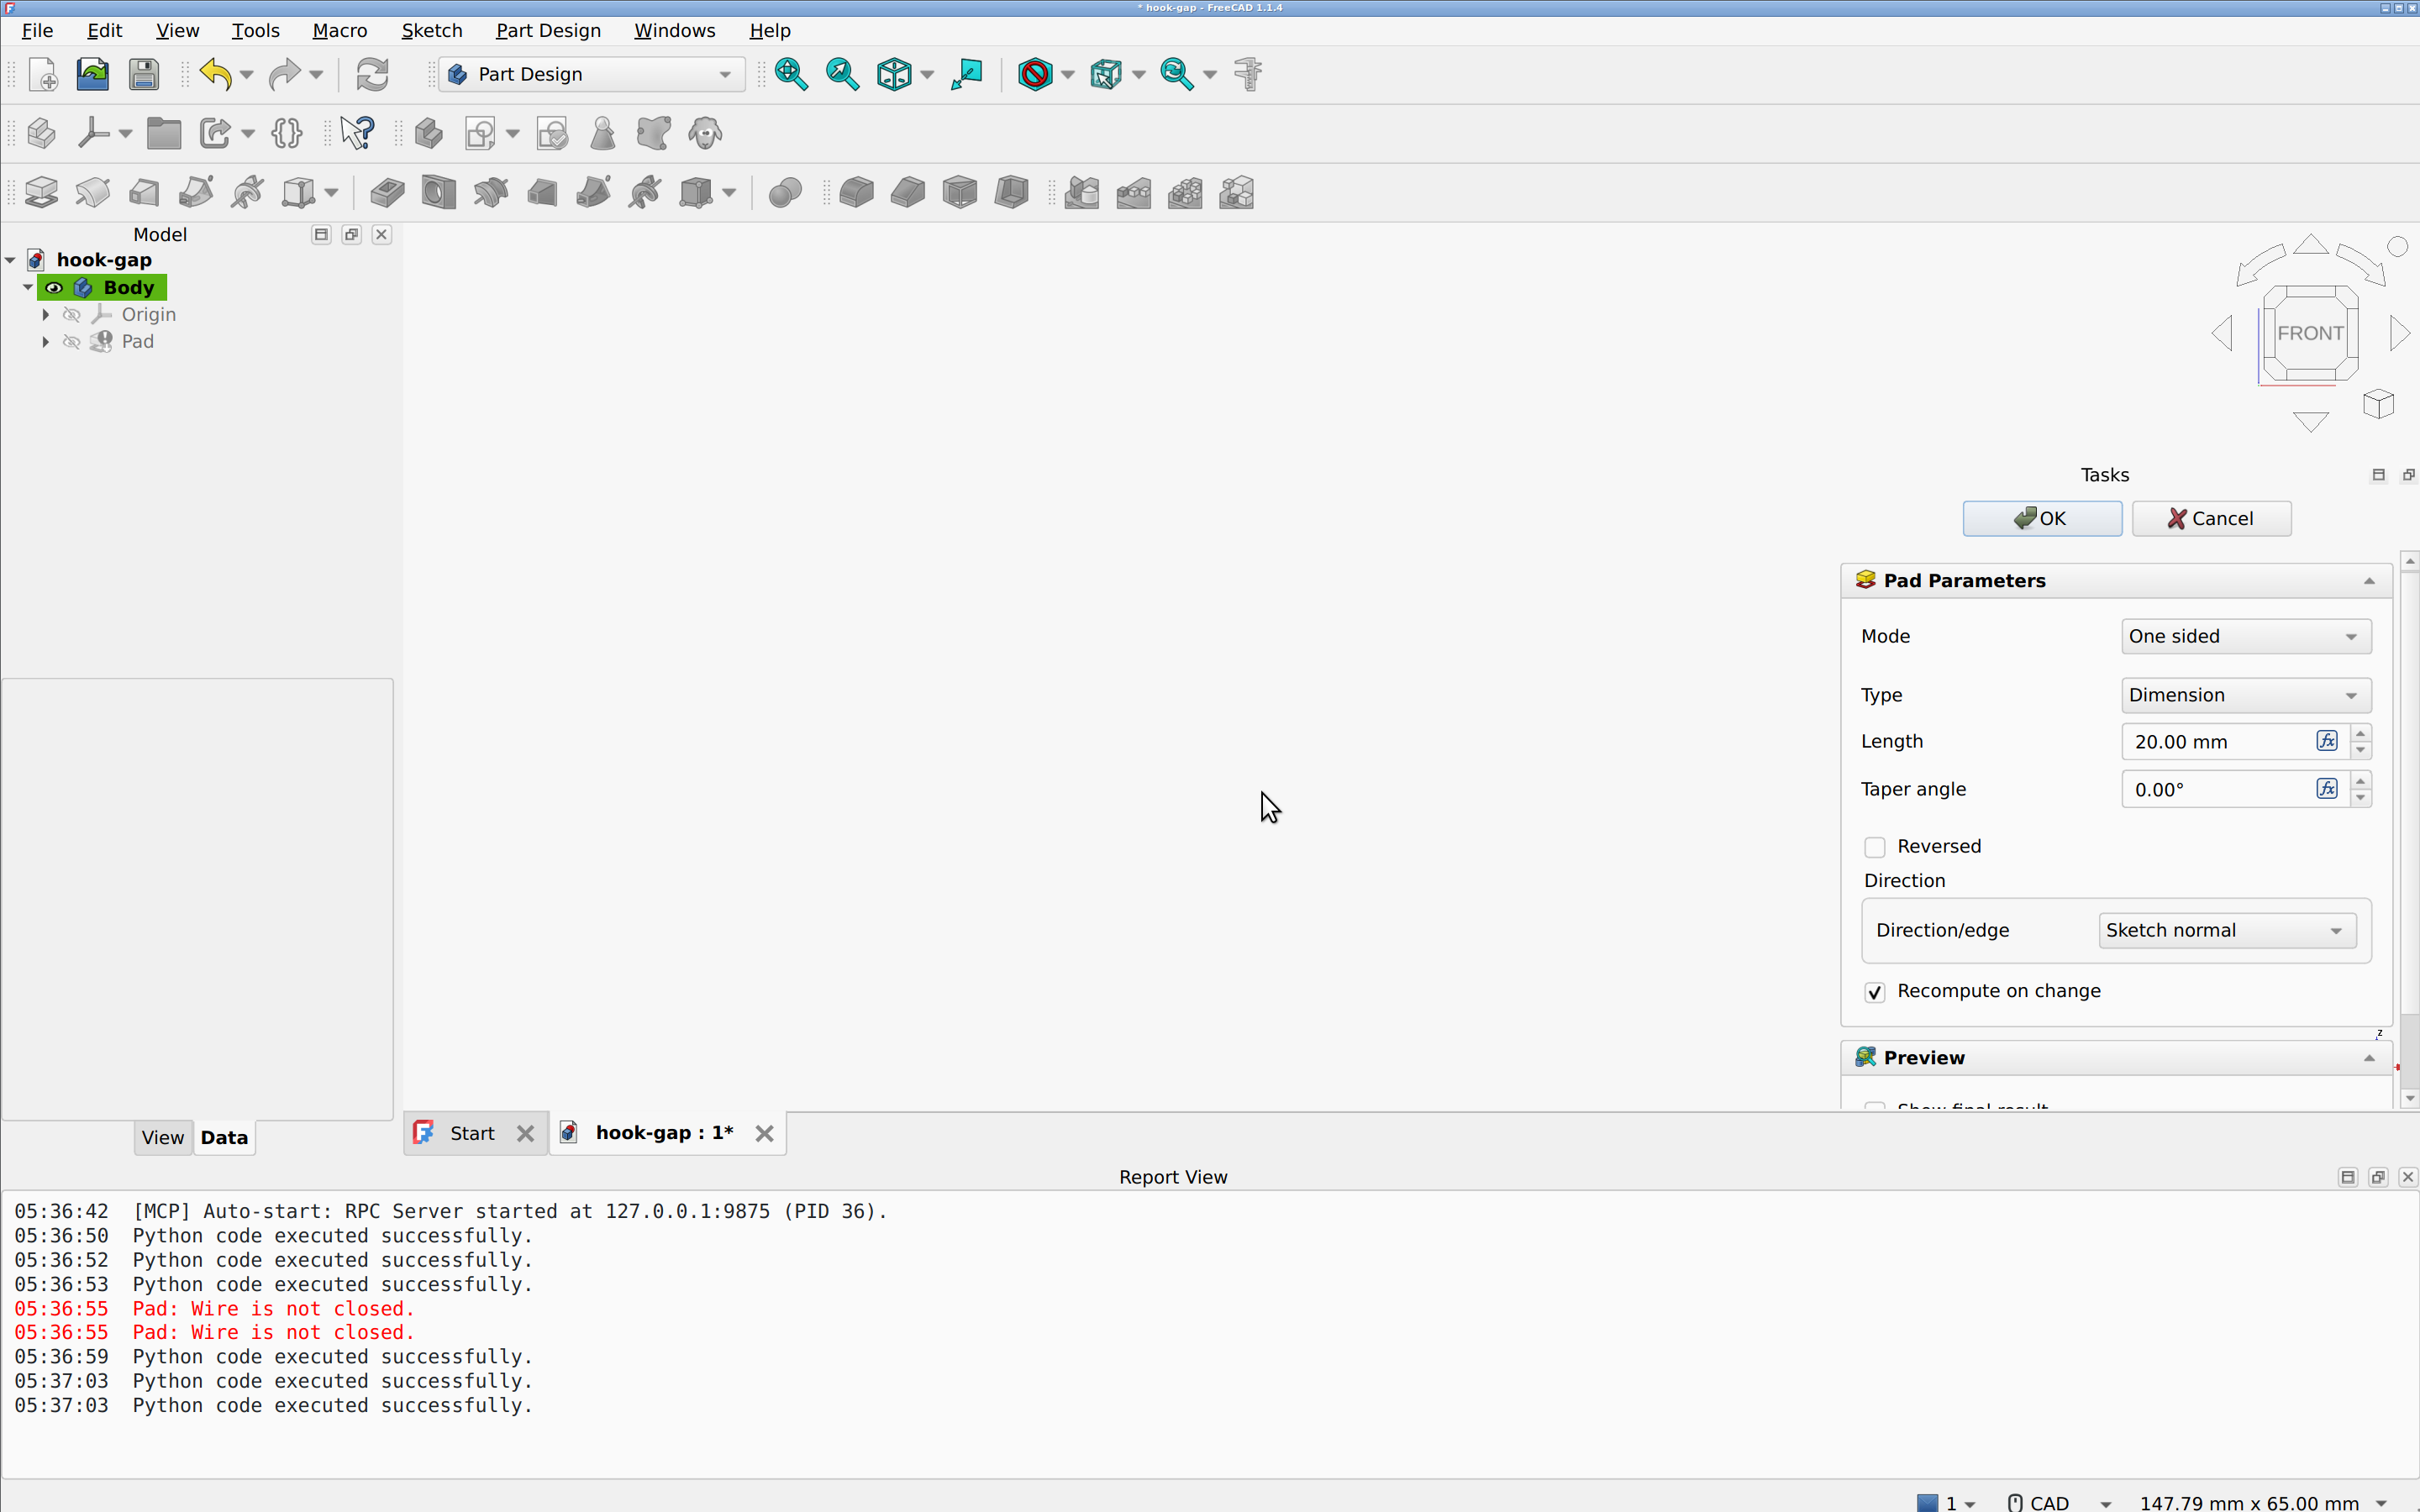 * hook-gap - FreeCAD 1.1.4
File Edit View Tools Macro Sketch Part Design Windows Help
Part Design
Model
hook-gap
Body
Origin
Pad
View Data
FRONT
Tasks
OK Cancel
Pad Parameters
Mode One sided
Type Dimension
Length 20.00 mm
Taper angle 0.00°
Reversed
Direction
Direction/edge Sketch normal
Recompute on change
z
Preview
Show final result
Start hook-gap : 1*
Report View
05:36:42 [MCP] Auto-start: RPC Server started at 127.0.0.1:9875 (PID 36).
05:36:50 Python code executed successfully.
05:36:52 Python code executed successfully.
05:36:53 Python code executed successfully.
05:36:55 Pad: Wire is not closed.
05:36:55 Pad: Wire is not closed.
05:36:59 Python code executed successfully.
05:37:03 Python code executed successfully.
05:37:03 Python code executed successfully.
1 CAD 147.79 mm x 65.00 mm